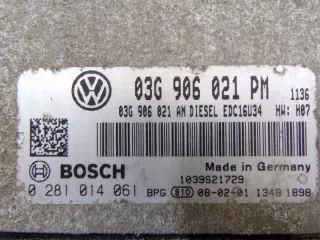 03G 906 021 PM 1136
03G 906 021 AN DIESEL EDC16U34 HW: H07
BOSCH
Made in Germany
1039S21729
0 281 014 061 BPG 810 08-02-01 1348 1898